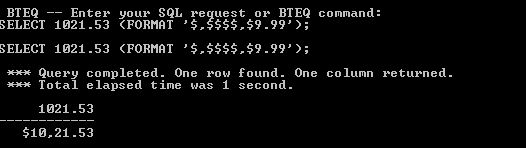 BTEQ -- Enter your SQL request or BTEQ command:
SELECT 1021.53 (FORMAT '$,$$$$,$9.99');
SELECT 1021.53 (FORMAT '$,$$$$,$9.99');
*** Query completed. One row found. One column returned.
*** Total elapsed time was 1 second.
1021.53
------------
$10,21.53